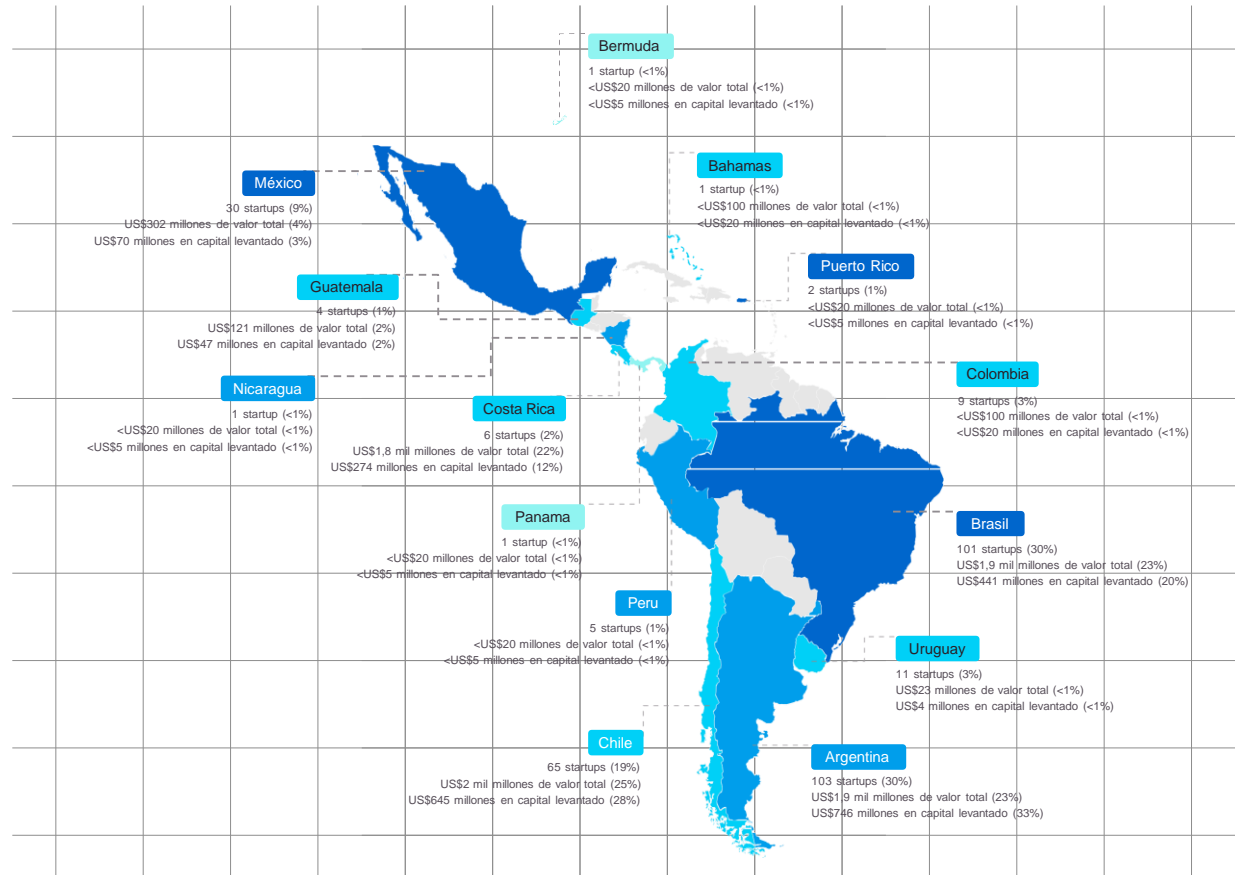 Bermuda
1 startup (<1%)
<US$20 millones de valor total (<1%)
<US$5 millones en capital levantado (<1%)
Bahamas
1 startup (<1%)
<US$100 millones de valor total (<1%)
<US$20 millones en capital levantado (<1%)
México
30 startups (9%)
US$302 millones de valor total (4%)
US$70 millones en capital levantado (3%)
Puerto Rico
2 startups (1%)
<US$20 millones de valor total (<1%)
<US$5 millones en capital levantado (<1%)
Guatemala
4 startups (1%)
US$121 millones de valor total (2%)
US$47 millones en capital levantado (2%)
Nicaragua
1 startup (<1%)
<US$20 millones de valor total (<1%)
<US$5 millones en capital levantado (<1%)
Colombia
9 startups (3%)
<US$100 millones de valor total (<1%)
<US$20 millones en capital levantado (<1%)
Costa Rica
6 startups (2%)
US$1,8 mil millones de valor total (22%)
US$274 millones en capital levantado (12%)
Panama
1 startup (<1%)
<US$20 millones de valor total (<1%)
<US$5 millones en capital levantado (<1%)
Brasil
101 startups (30%)
US$1,9 mil millones de valor total (23%)
US$441 millones en capital levantado (20%)
Peru
5 startups (1%)
<US$20 millones de valor total (<1%)
<US$5 millones en capital levantado (<1%)
Uruguay
11 startups (3%)
US$23 millones de valor total (<1%)
US$4 millones en capital levantado (<1%)
Chile
65 startups (19%)
US$2 mil millones de valor total (25%)
US$645 millones en capital levantado (28%)
Argentina
103 startups (30%)
US$1,9 mil millones de valor total (23%)
US$746 millones en capital levantado (33%)